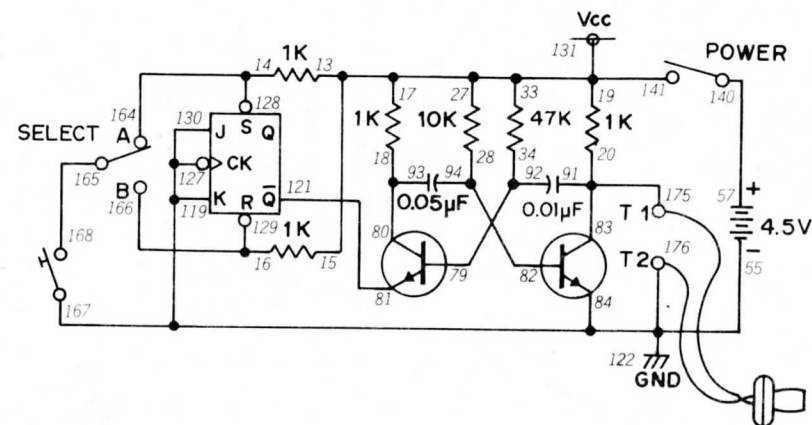 Vcc
131
POWER
14 1K 13
164
130
128
17
27
33
19
141
140
SELECT A
J S Q
1K
10K
47K
1K
165
127
CK
18
93
94
28
34
92
91
20
175
57
+
B
166
119
K R Q̅
121
0.05µF
0.01µF
T1
4.5V
129
1K
80
83
176
−
168
16
15
79
82
T2
55
81
84
167
122
GND